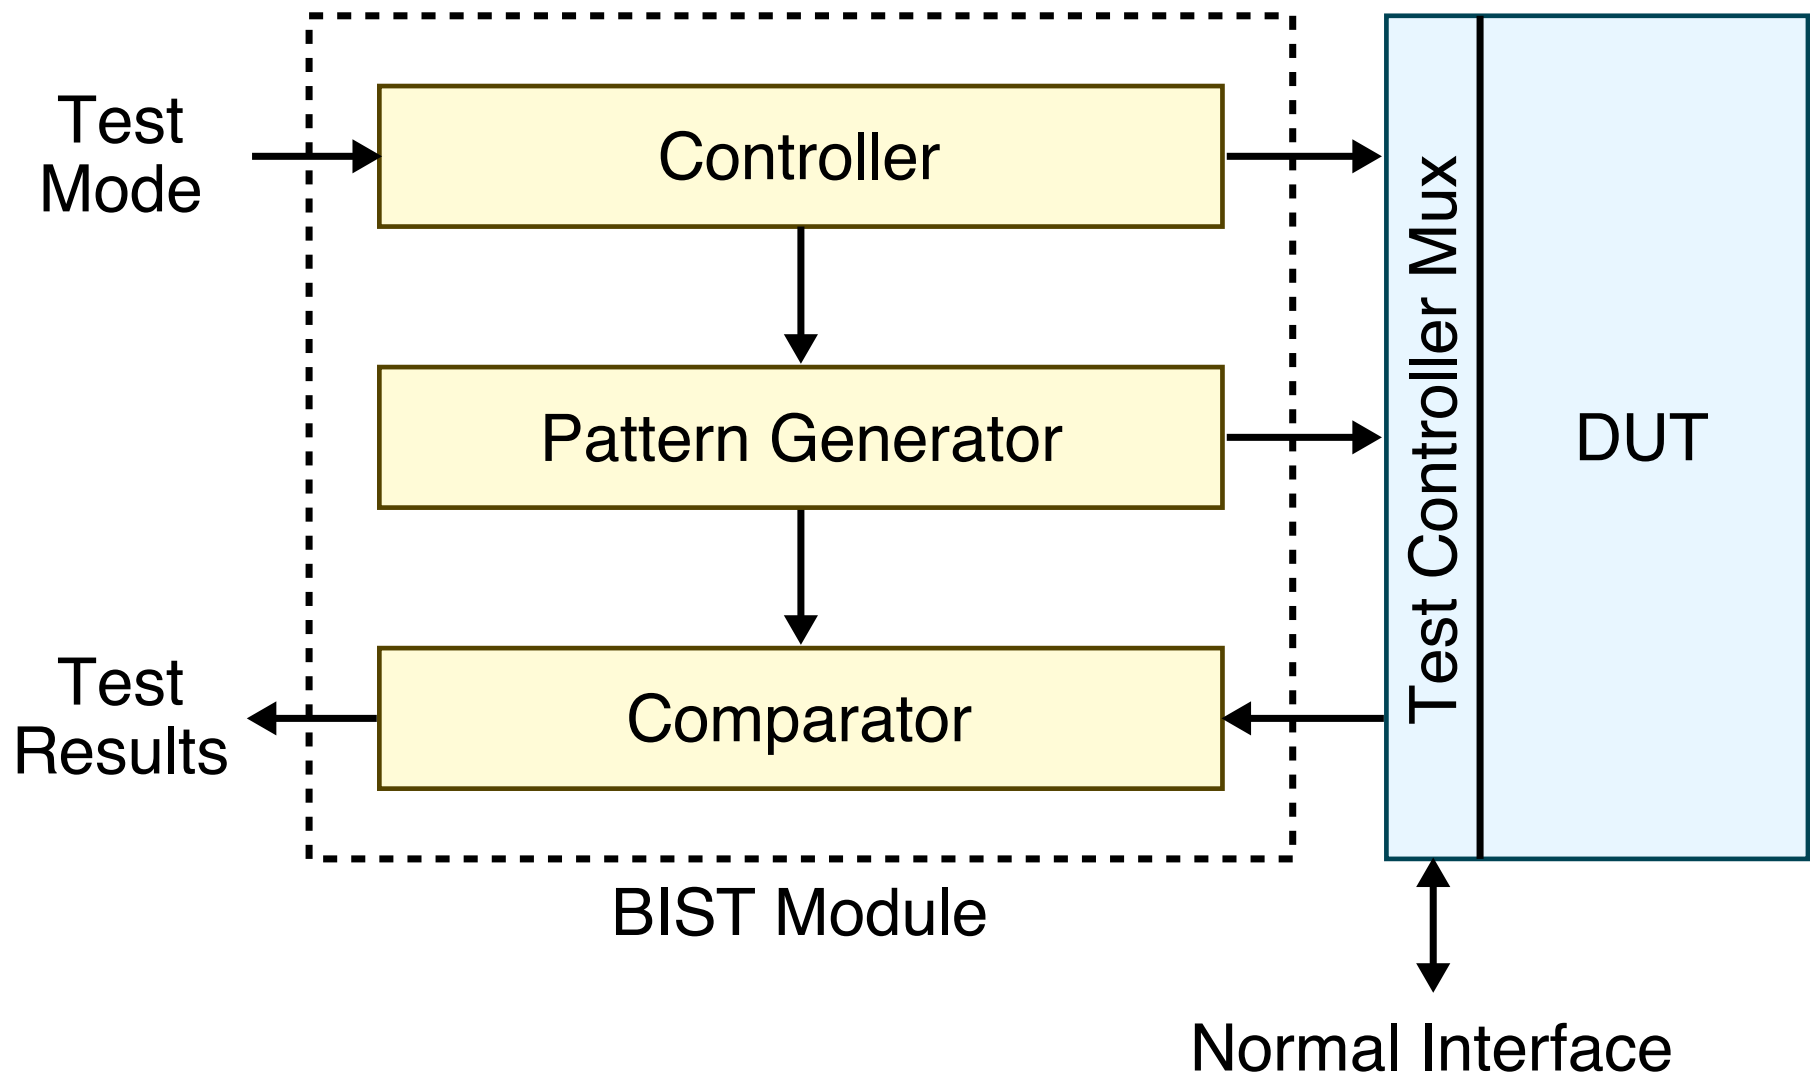 Test
Mode
Controller
Pattern Generator
Test Controller Mux
DUT
Test
Results
Comparator
BIST Module
Normal Interface